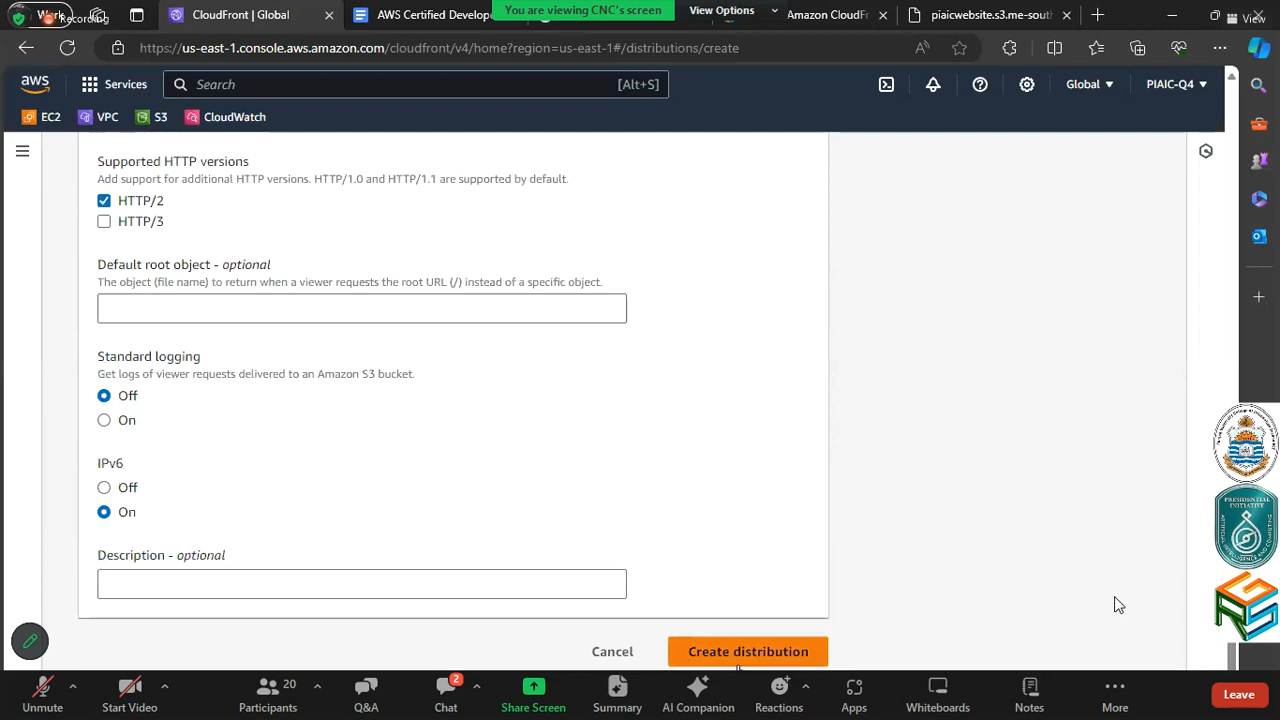 Work
Recording
CloudFront | Global
AWS Certified Develope
You are viewing CNC's screen
View Options
Amazon CloudF
piaicwebsite.s3.me-sout
View
https://us-east-1.console.aws.amazon.com/cloudfront/v4/home?region=us-east-1#/distributions/create
aws
Services
Search
[Alt+S]
Global
PIAIC-Q4
EC2
VPC
S3
CloudWatch
Supported HTTP versions
Add support for additional HTTP versions. HTTP/1.0 and HTTP/1.1 are supported by default.
HTTP/2
HTTP/3
Default root object - optional
The object (file name) to return when a viewer requests the root URL (/) instead of a specific object.
Standard logging
Get logs of viewer requests delivered to an Amazon S3 bucket.
Off
On
IPv6
Off
On
Description - optional
Cancel
Create distribution
PRESIDENTIAL
INITIATIVE
Unmute
Start Video
20
Participants
Q&A
2
Chat
Share Screen
Summary
AI Companion
Reactions
Apps
Whiteboards
Notes
More
Leave